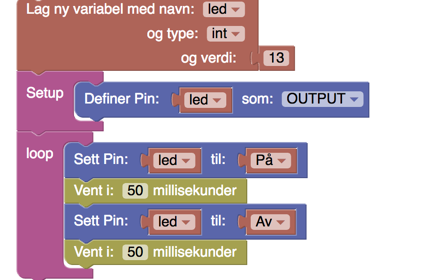 Lag ny variabel med navn: led
og type: int
og verdi: 13
Setup
Definer Pin: led som: OUTPUT
loop
Sett Pin: led til: På
Vent i: 50 millisekunder
Sett Pin: led til: Av
Vent i: 50 millisekunder